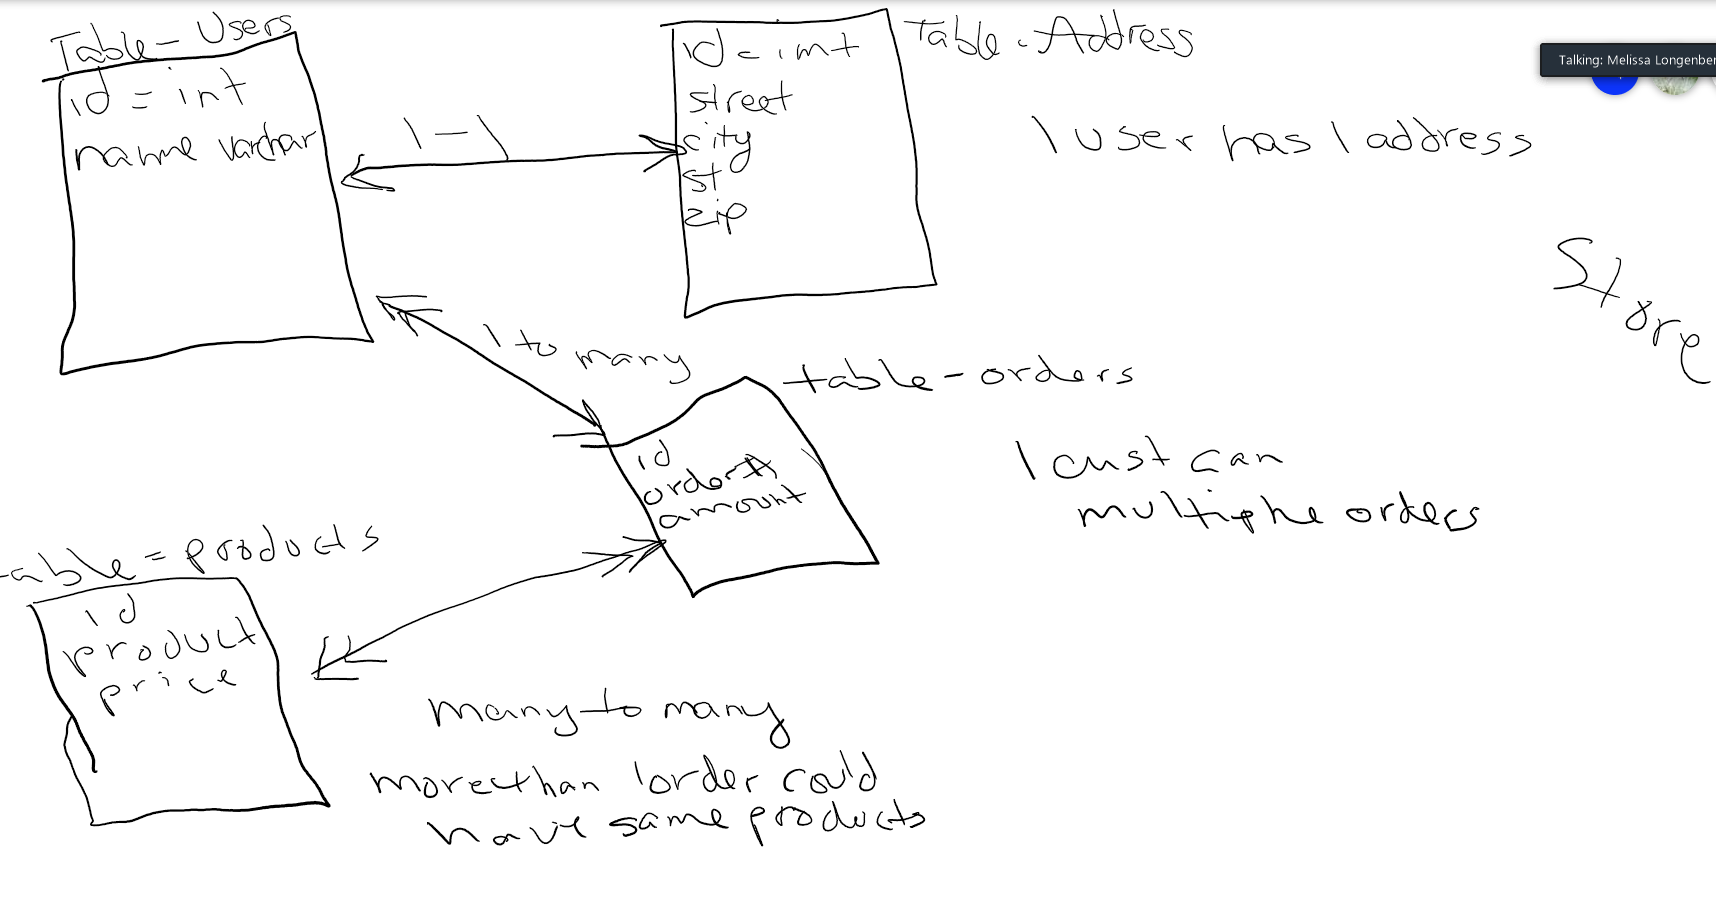 Table - Users
id = int
name varchar
1-1
id = int
street
city
st
zip
Table - Address
Talking: Melissa Longenber
1 user has 1 address
Store
1 to many
table - orders
id
order#
amount
1 cust can
multiple orders
table = products
id
product
price
many to many
more than 1 order could
have same products